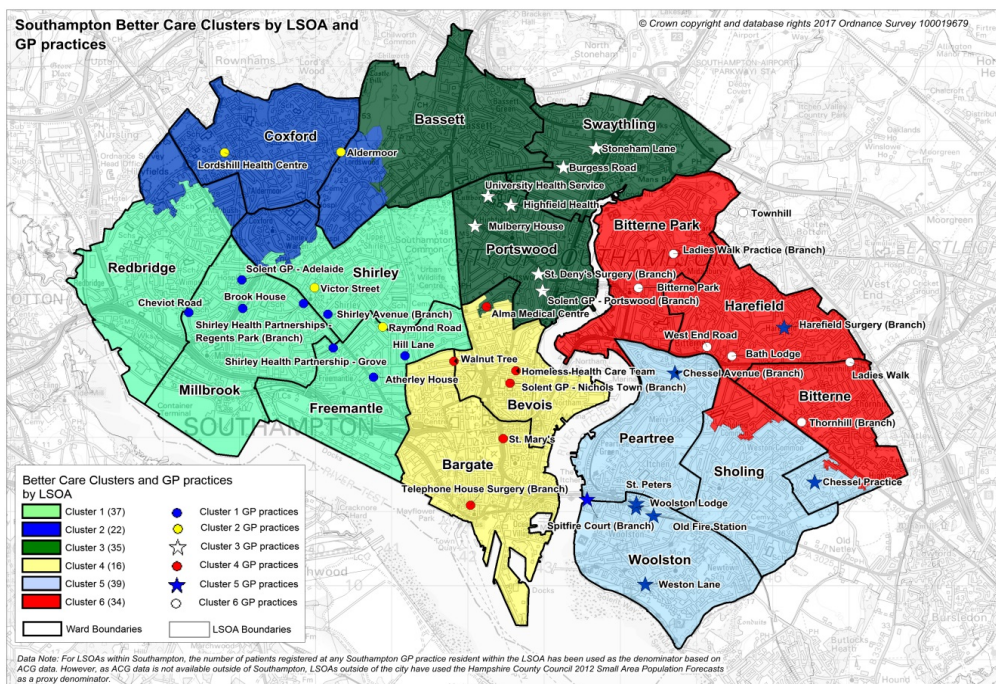 Southampton Better Care Clusters by LSOA and
GP practices
© Crown copyright and database rights 2017 Ordnance Survey 100019679
Rownhams
Nursling
North
Stoneham
Moorgreen
Coxford
Lordshill Health Centre
Aldermoor
Bassett
Swaythling
Stoneham Lane
Burgess Road
University Health Service
Highfield Health
Mulberry House
Portswood
St. Deny's Surgery (Branch)
Solent GP - Portswood (Branch)
Bitterne Park
Townhill
Ladies Walk Practice (Branch)
Bitterne Park
Harefield
Harefield Surgery (Branch)
West End Road
Bath Lodge
Ladies Walk
Chessel Avenue (Branch)
Bitterne
Thornhill (Branch)
Redbridge
Solent GP - Adelaide
Shirley
Victor Street
Cheviot Road
Brook House
Shirley Avenue (Branch)
Raymond Road
Shirley Health Partnerships -
Regents Park (Branch)
Hill Lane
Shirley Health Partnership - Grove
Atherley House
Millbrook
Freemantle
SOUTHAMPTON
Alma Medical Centre
Walnut Tree
Homeless Health Care Team
Solent GP - Nichols Town (Branch)
Bevois
St. Mary's
Bargate
Telephone House Surgery (Branch)
Peartree
Sholing
Chessel Practice
St. Peters
Woolston Lodge
Spitfire Court (Branch)
Old Fire Station
Woolston
Weston Lane
Docks
Butlocks
Heath
Hound
Better Care Clusters and GP practices
by LSOA
Cluster 1 (37)
Cluster 1 GP practices
Cluster 2 (22)
Cluster 2 GP practices
Cluster 3 (35)
Cluster 3 GP practices
Cluster 4 (16)
Cluster 4 GP practices
Cluster 5 (39)
Cluster 5 GP practices
Cluster 6 (34)
Cluster 6 GP practices
Ward Boundaries
LSOA Boundaries
Data Note: For LSOAs within Southampton, the number of patients registered at any Southampton GP practice resident within the LSOA has been used as the denominator based on
ACG data. However, as ACG data is not available outside of Southampton, LSOAs outside of the city have used the Hampshire County Council 2012 Small Area Population Forecasts
as a proxy denominator.